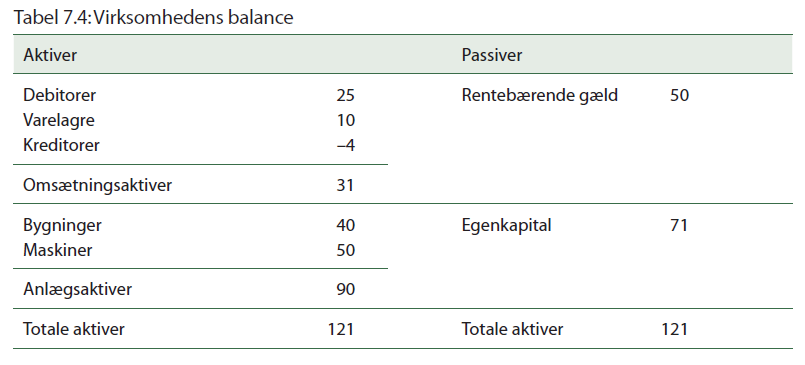 Tabel 7.4:Virksomhedens balance
Aktiver Passiver
Debitorer 25 Rentebærende gæld 50
Varelagre 10
Kreditorer –4
Omsætningsaktiver 31
Bygninger 40 Egenkapital 71
Maskiner 50
Anlægsaktiver 90
Totale aktiver 121 Totale aktiver 121